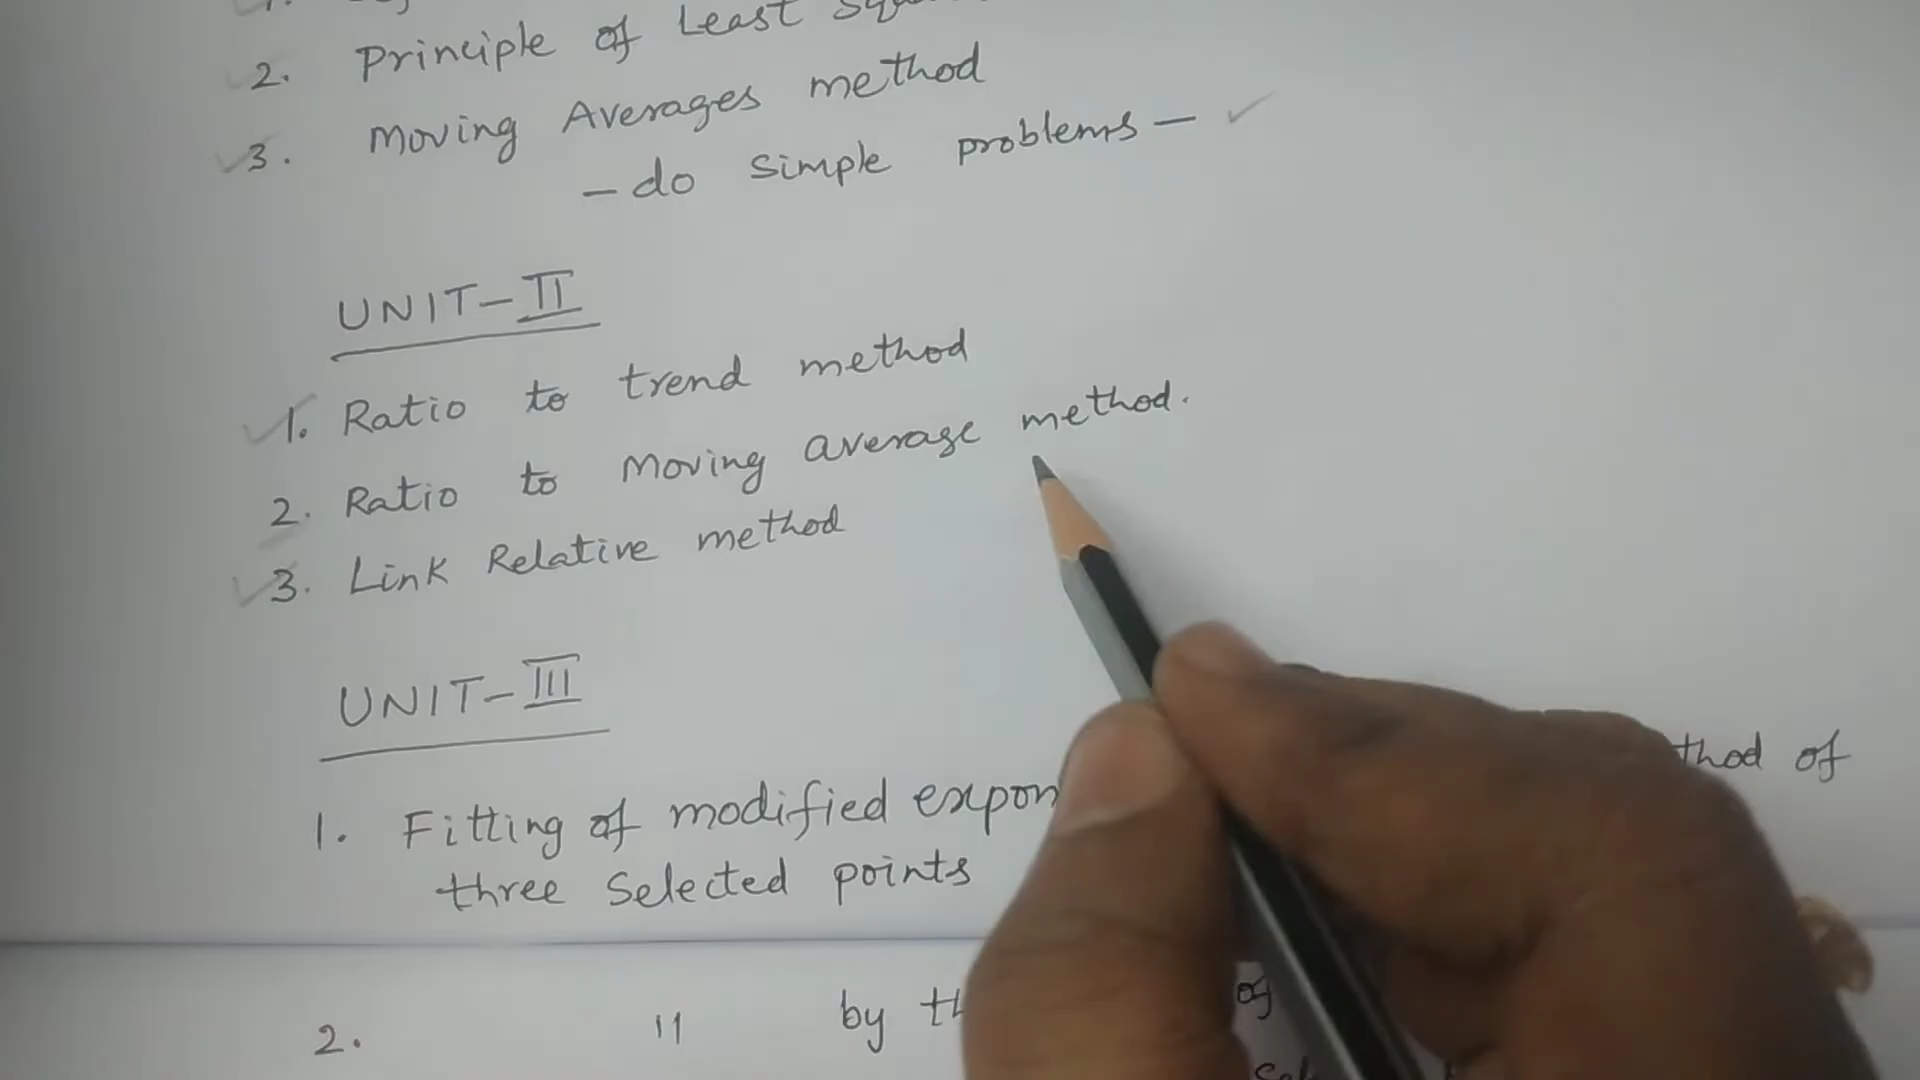 2. Principle of Least
3. Moving Averages method
- do simple problems -
UNIT-II
1. Ratio to trend method
2. Ratio to Moving average method.
3. Link Relative method
UNIT-III
1. Fitting of modified expon thod of
three selected points
2. 11 by th of